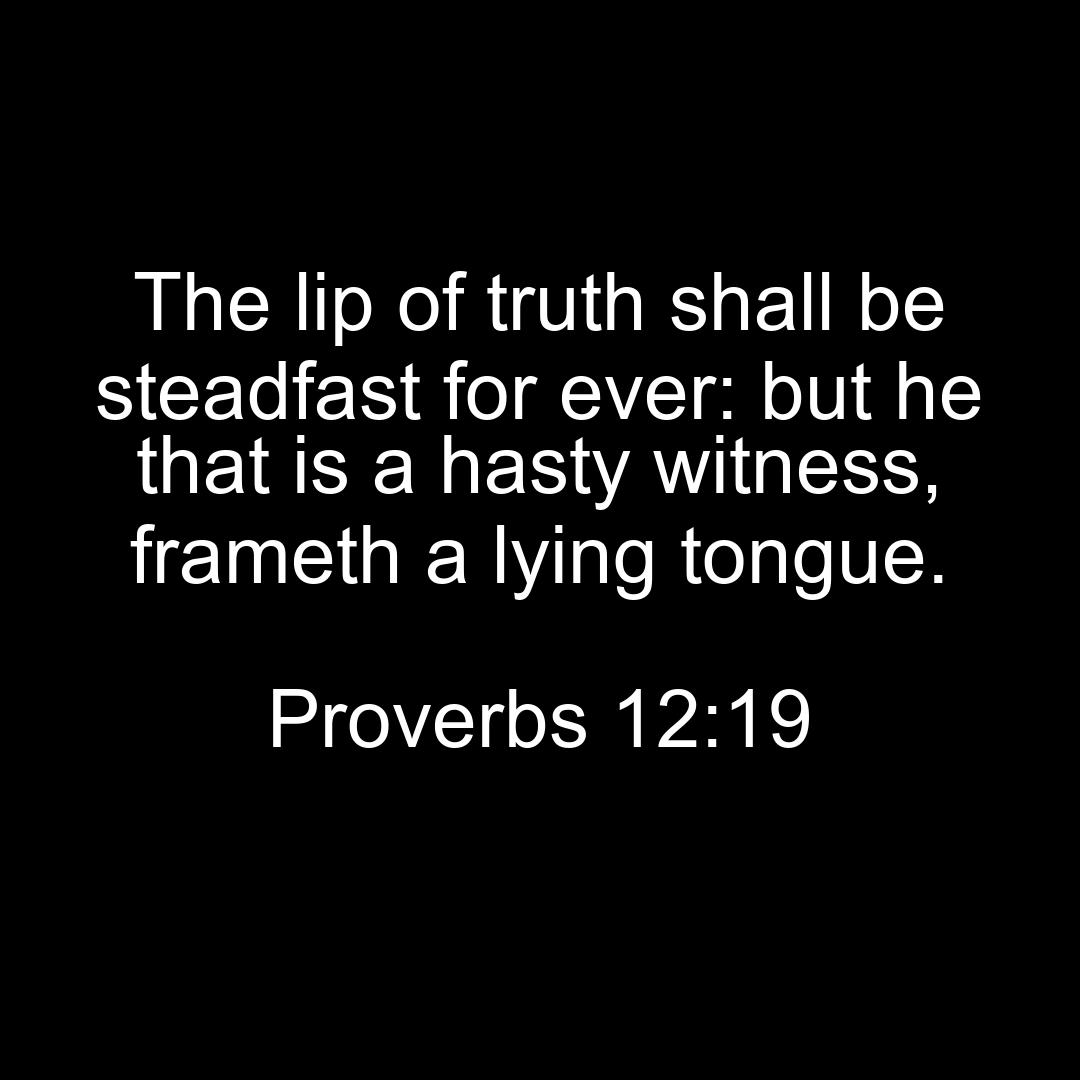 The lip of truth shall be
steadfast for ever: but he
that is a hasty witness,
frameth a lying tongue.
Proverbs 12:19